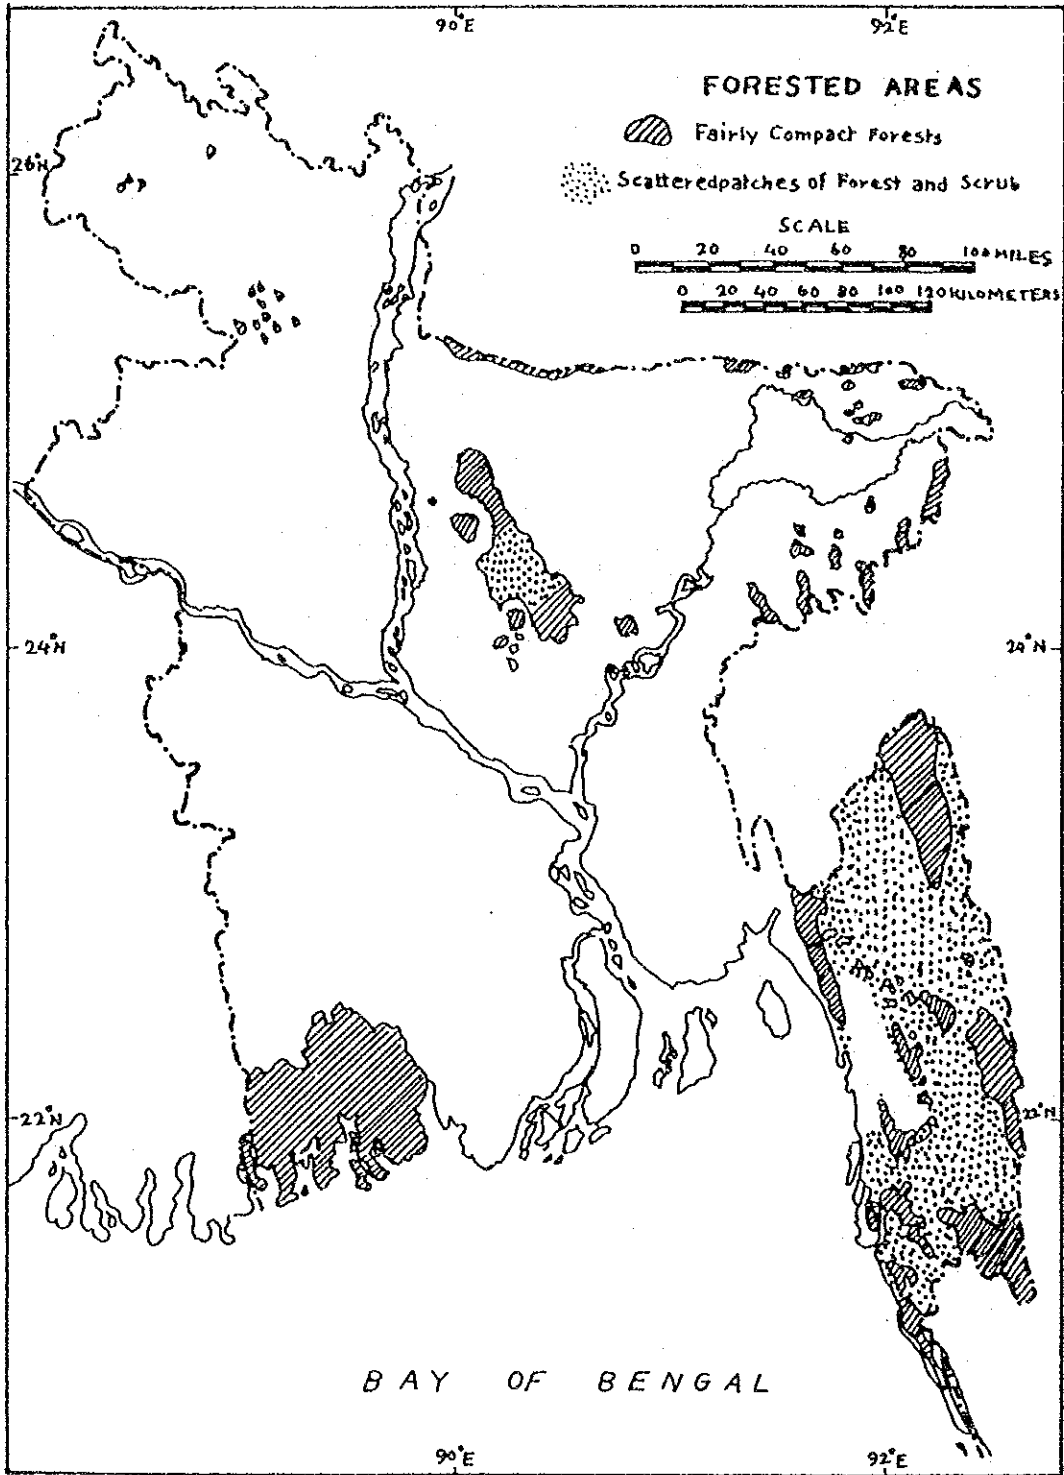 90°E 92°E
FORESTED AREAS
Fairly Compact Forests
26°N
Scatteredpatches of Forest and Scrub
SCALE
0 20 40 60 80 100 MILES
0 20 40 60 80 100 120 KILOMETERS
24°N 20°N
22°N 22°N
BAY OF BENGAL
90°E 92°E